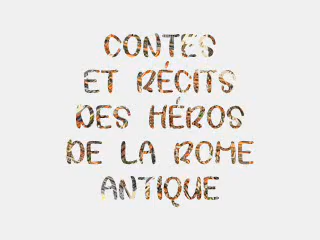 CONTES
ET RÉCITS
DES HÉROS
DE LA ROME
ANTIQUE